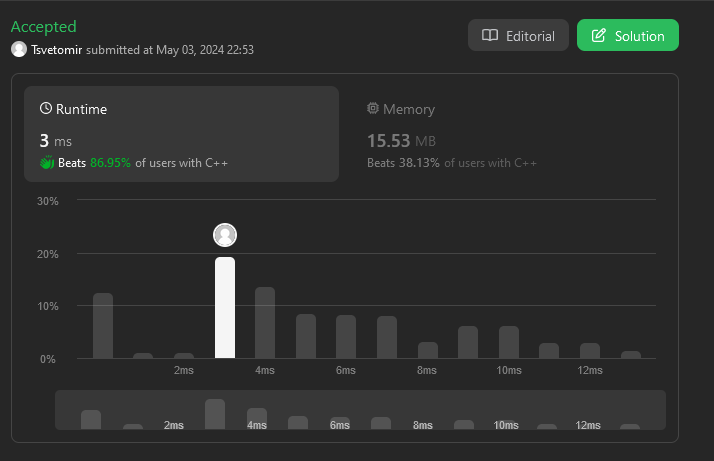 Accepted
Tsvetomir submitted at May 03, 2024 22:53
Editorial
Solution
Runtime
3 ms
Beats 86.95% of users with C++
Memory
15.53 MB
Beats 38.13% of users with C++
30%
20%
10%
0%
2ms 4ms 6ms 8ms 10ms 12ms
2ms 4ms 6ms 8ms 10ms 12ms